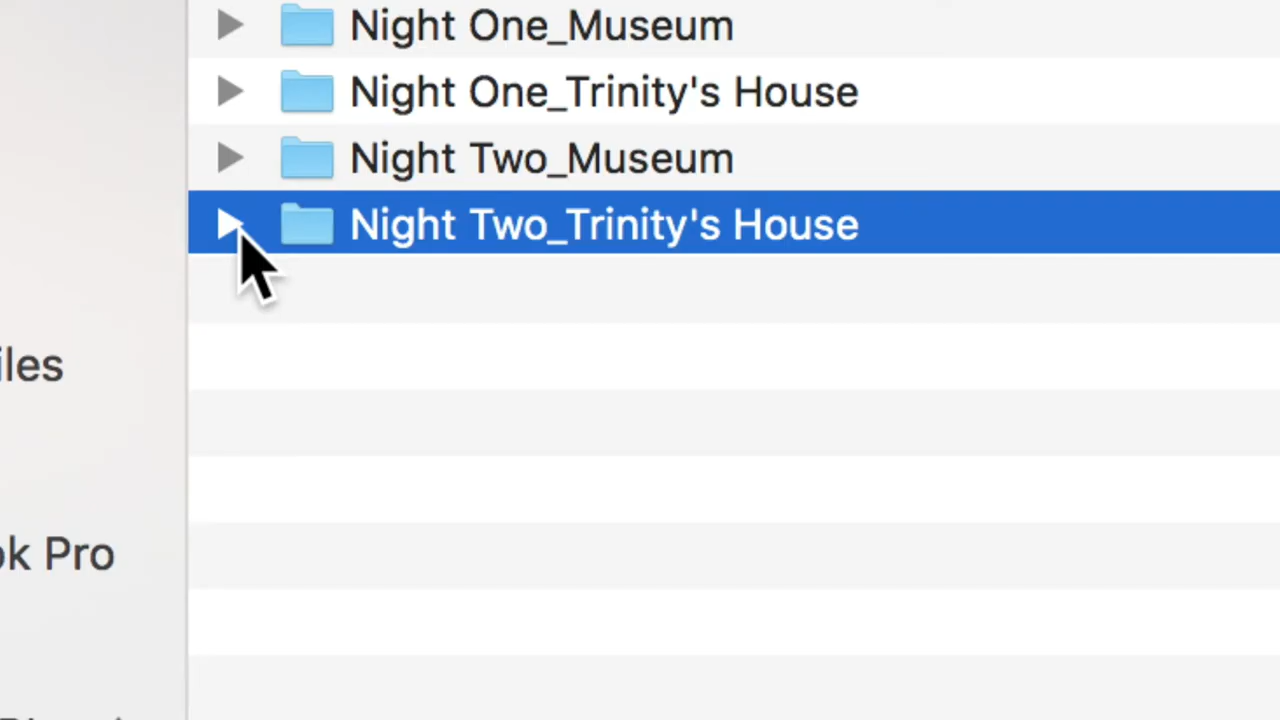 Night One_Museum
Night One_Trinity's House
Night Two_Museum
Night Two_Trinity's House
iles
ok Pro